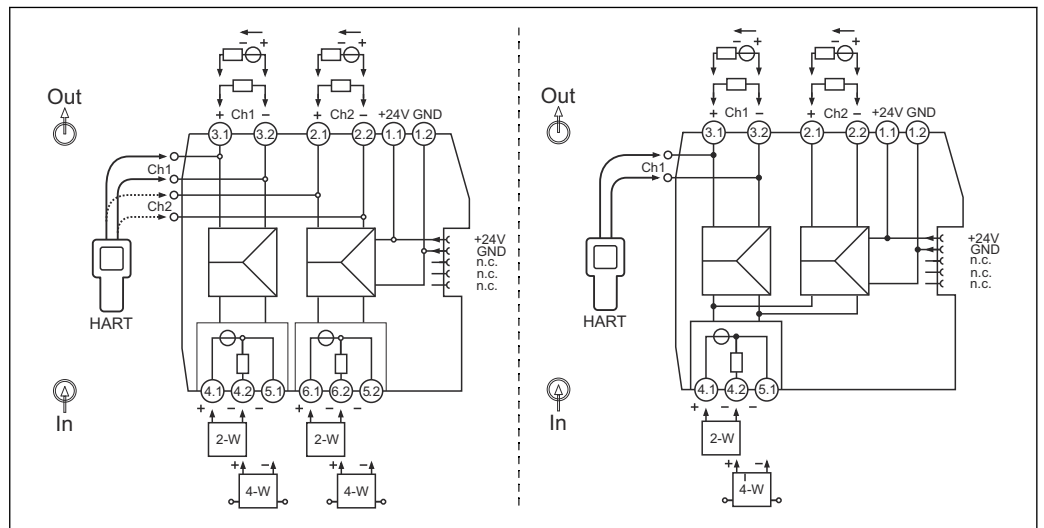 − + − +
Out
+ Ch1 − + Ch2 − +24V GND
3.1 3.2 2.1 2.2 1.1 1.2
Ch1
Ch2
+24V
GND
n.c.
n.c.
n.c.
HART
4.1 4.2 5.1 6.1 6.2 5.2
+ − − + − −
In
2-W 2-W
+ − + −
4-W 4-W
− + − +
Out
+ Ch1 − + Ch2 − +24V GND
3.1 3.2 2.1 2.2 1.1 1.2
Ch1
+24V
GND
n.c.
n.c.
n.c.
HART
4.1 4.2 5.1
+ − −
In
2-W
+ −
4-W